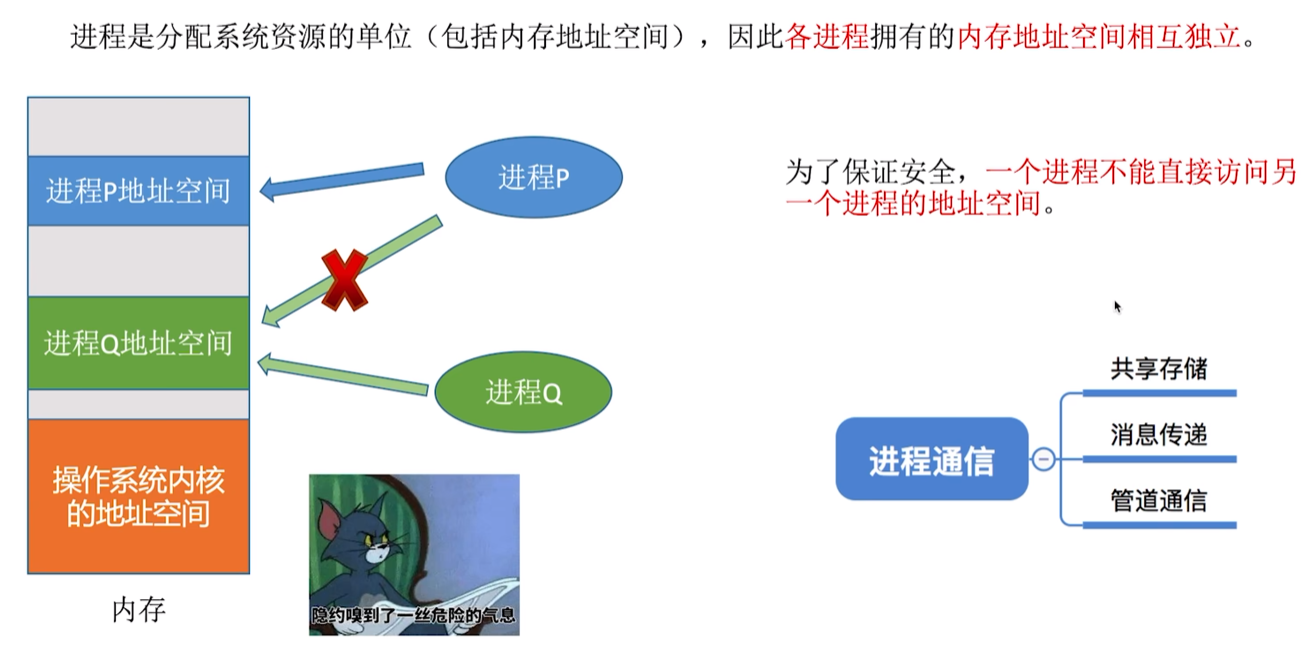 进程是分配系统资源的单位（包括内存地址空间），因此各进程拥有的内存地址空间相互独立。
进程P地址空间
进程P
为了保证安全，一个进程不能直接访问另
一个进程的地址空间。
进程Q地址空间
进程Q
共享存储
消息传递
管道通信
进程通信
操作系统内核
的地址空间
隐约嗅到了一丝危险的气息
内存